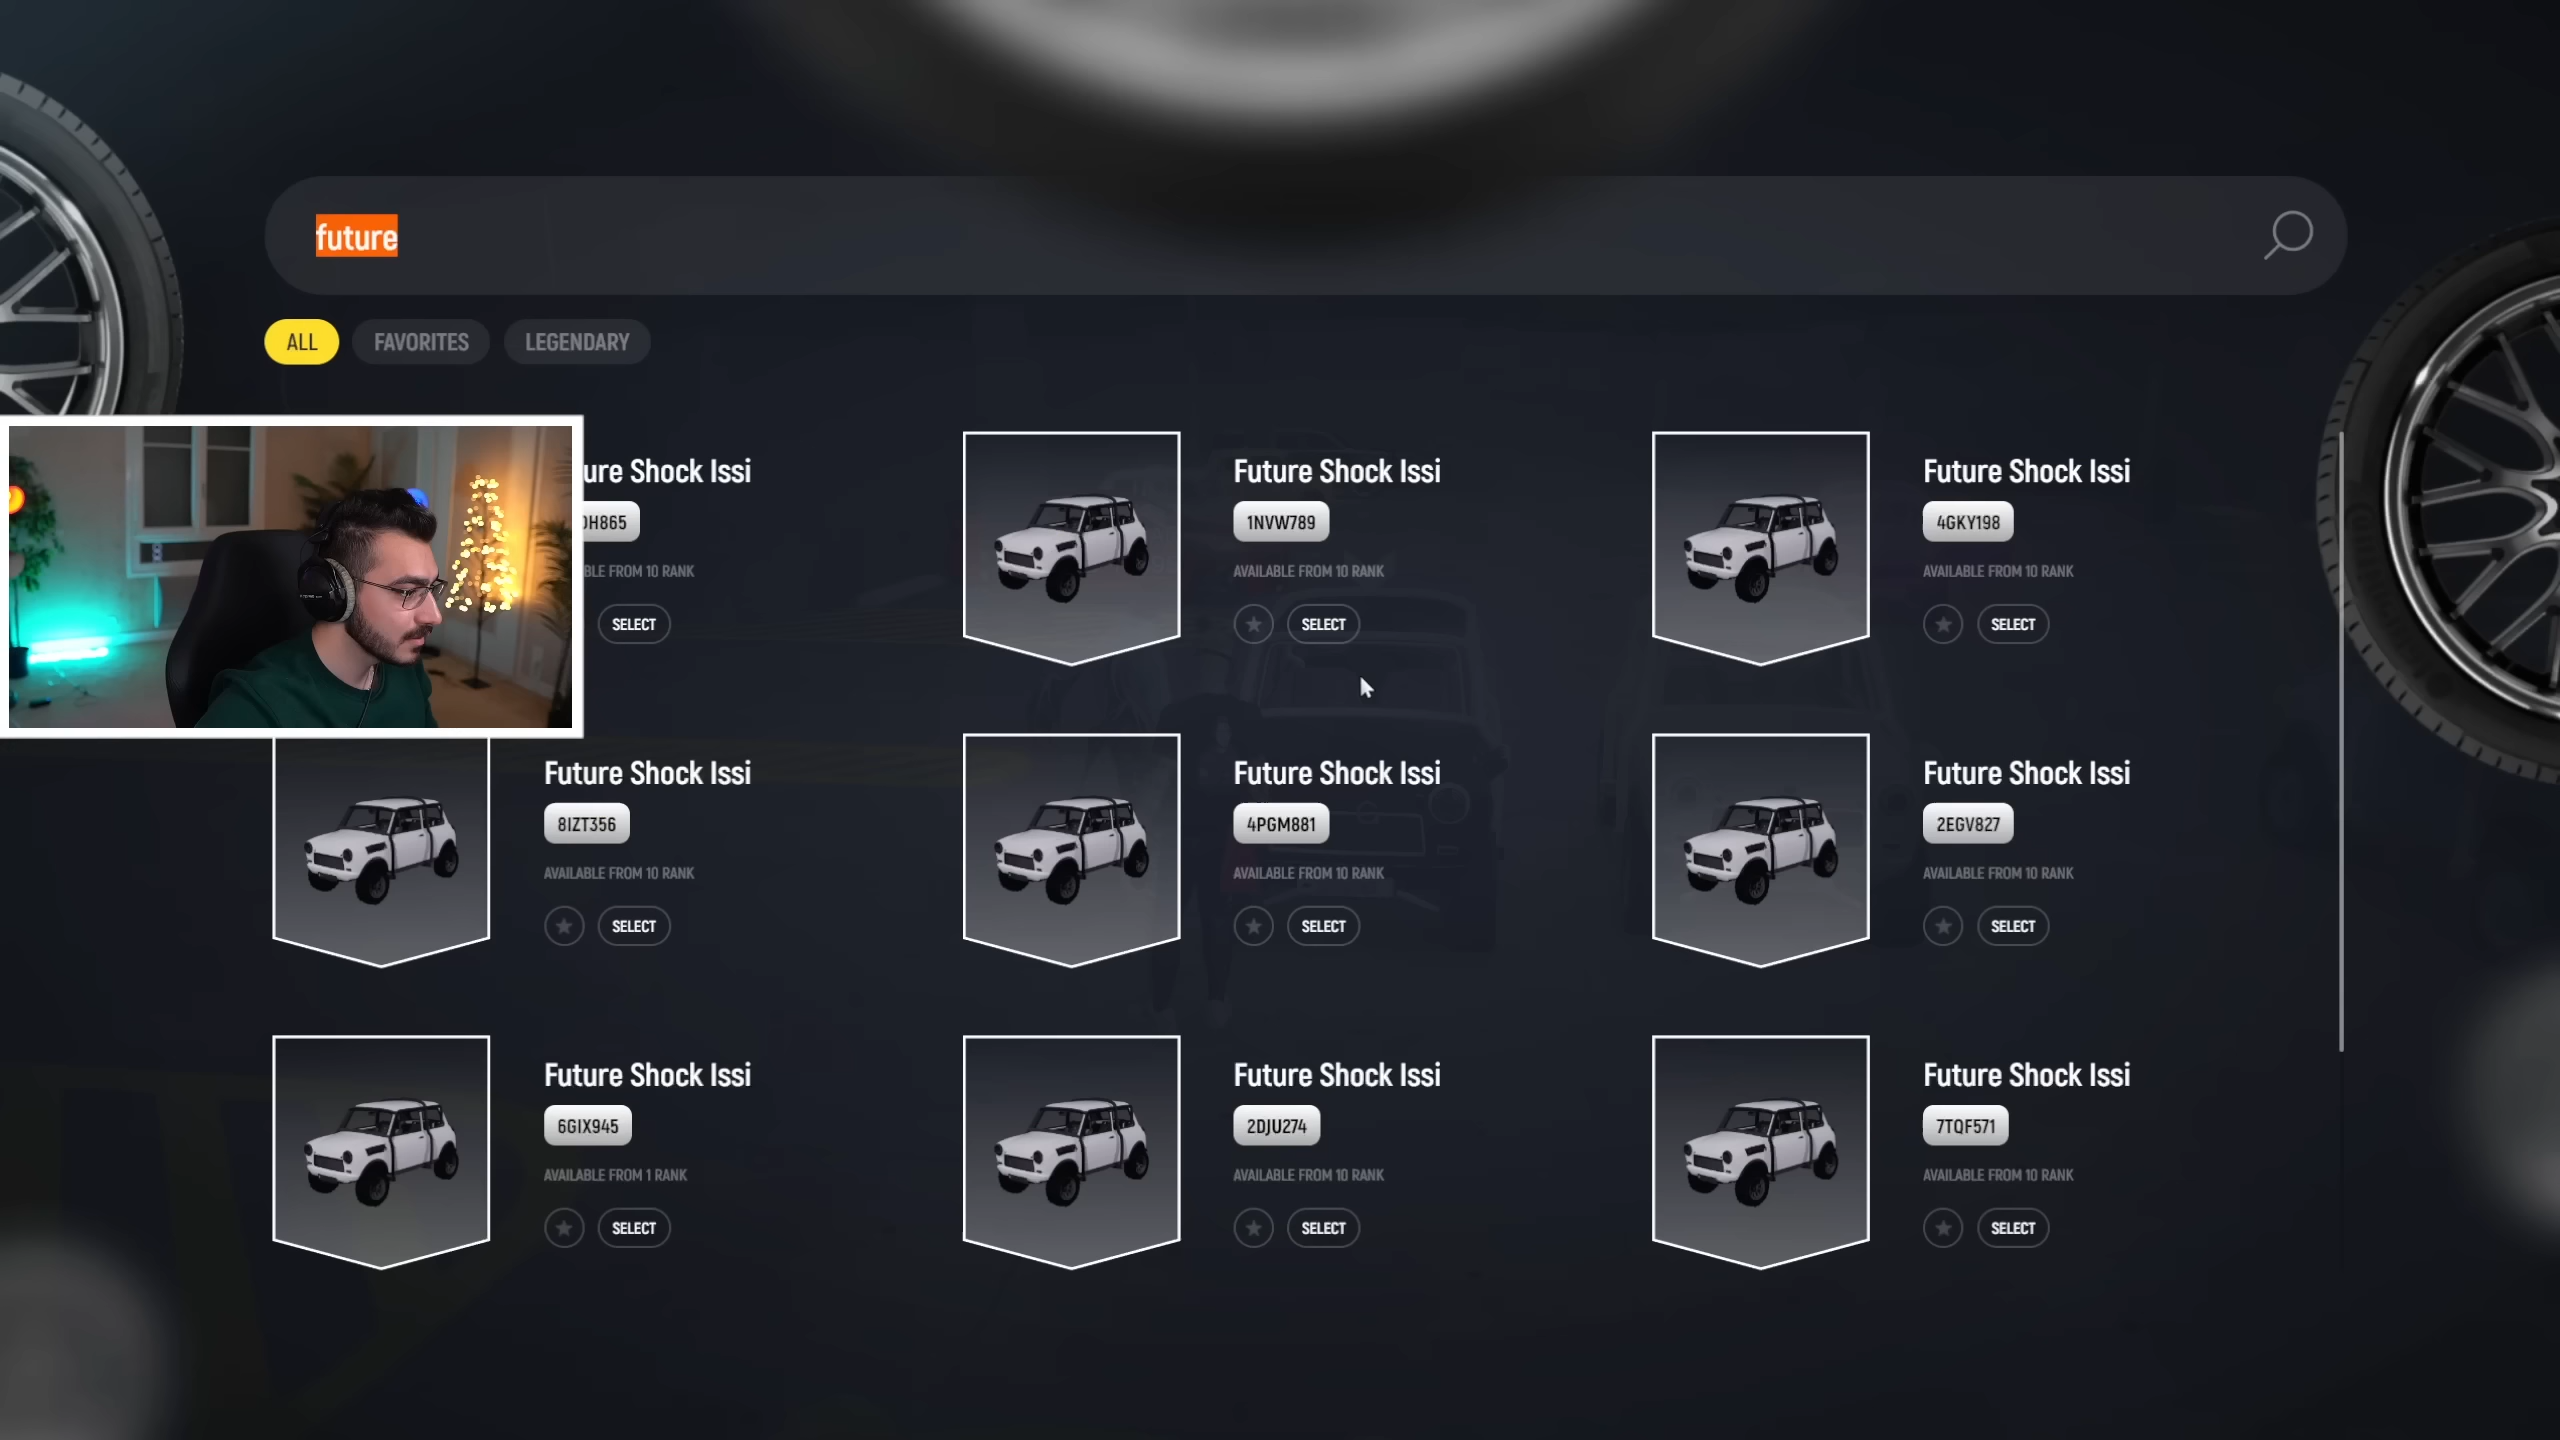 future
ALL FAVORITES LEGENDARY
ure Shock Issi
H865
BLE FROM 10 RANK
SELECT
Future Shock Issi
1NVW789
AVAILABLE FROM 10 RANK
SELECT
Future Shock Issi
4GKY198
AVAILABLE FROM 10 RANK
SELECT
Future Shock Issi
8IZT356
AVAILABLE FROM 10 RANK
SELECT
Future Shock Issi
4PGM881
AVAILABLE FROM 10 RANK
SELECT
Future Shock Issi
2EGV827
AVAILABLE FROM 10 RANK
SELECT
Future Shock Issi
6GIX945
AVAILABLE FROM 1 RANK
SELECT
Future Shock Issi
2DJU274
AVAILABLE FROM 10 RANK
SELECT
Future Shock Issi
7TQF571
AVAILABLE FROM 10 RANK
SELECT